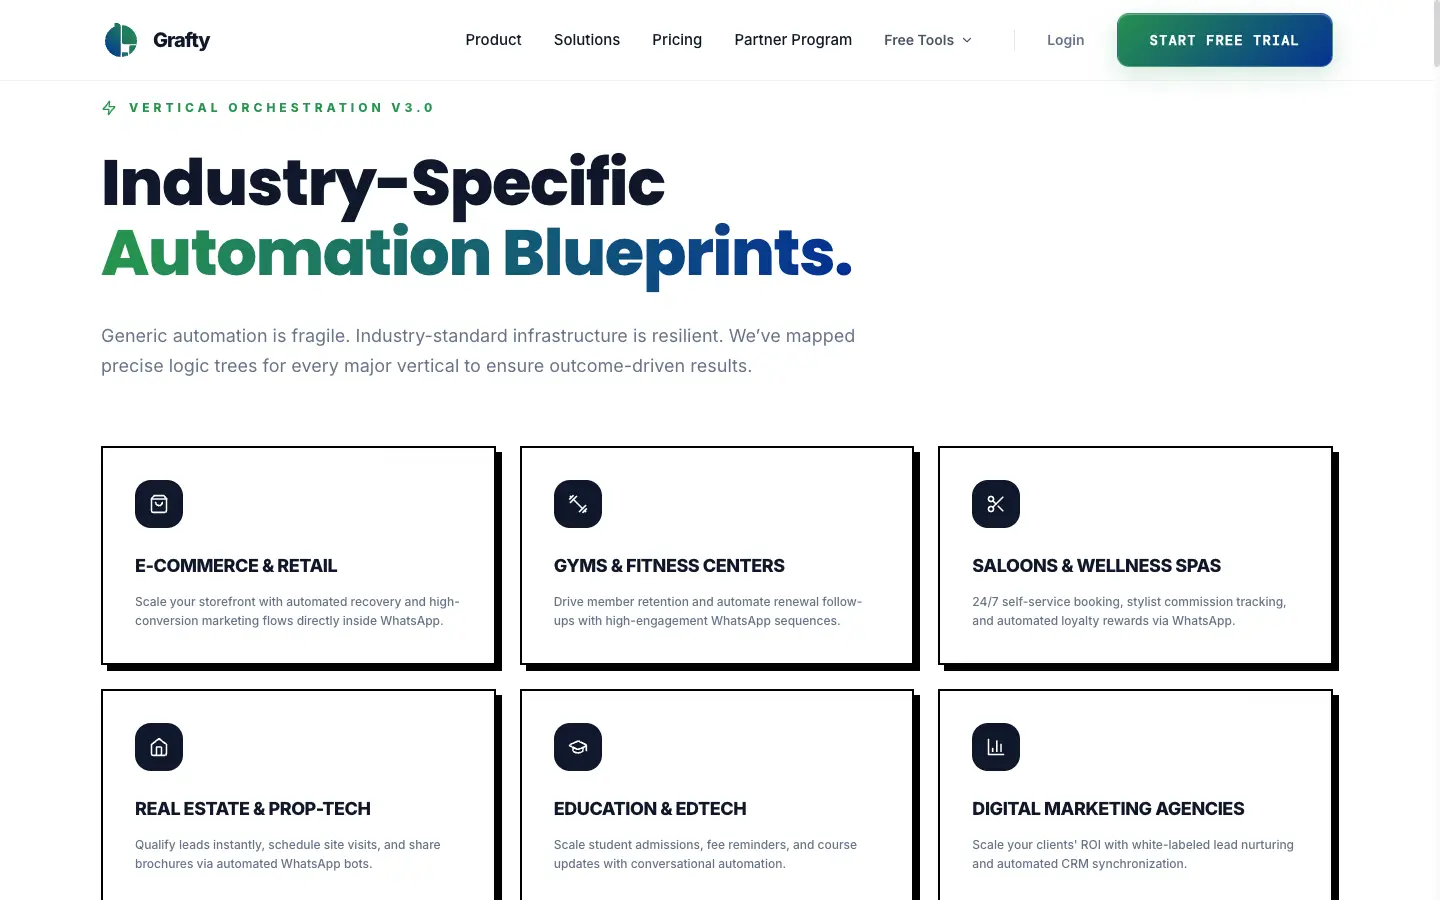 Grafty
Product
Solutions
Pricing
Partner Program
Free Tools
Login
START FREE TRIAL
VERTICAL ORCHESTRATION V3.0
Industry-Specific
Automation Blueprints.
Generic automation is fragile. Industry-standard infrastructure is resilient. We’ve mapped
precise logic trees for every major vertical to ensure outcome-driven results.
E-COMMERCE & RETAIL
Scale your storefront with automated recovery and high-
conversion marketing flows directly inside WhatsApp.
GYMS & FITNESS CENTERS
Drive member retention and automate renewal follow-
ups with high-engagement WhatsApp sequences.
SALOONS & WELLNESS SPAS
24/7 self-service booking, stylist commission tracking,
and automated loyalty rewards via WhatsApp.
REAL ESTATE & PROP-TECH
Qualify leads instantly, schedule site visits, and share
brochures via automated WhatsApp bots.
EDUCATION & EDTECH
Scale student admissions, fee reminders, and course
updates with conversational automation.
DIGITAL MARKETING AGENCIES
Scale your clients' ROI with white-labeled lead nurturing
and automated CRM synchronization.